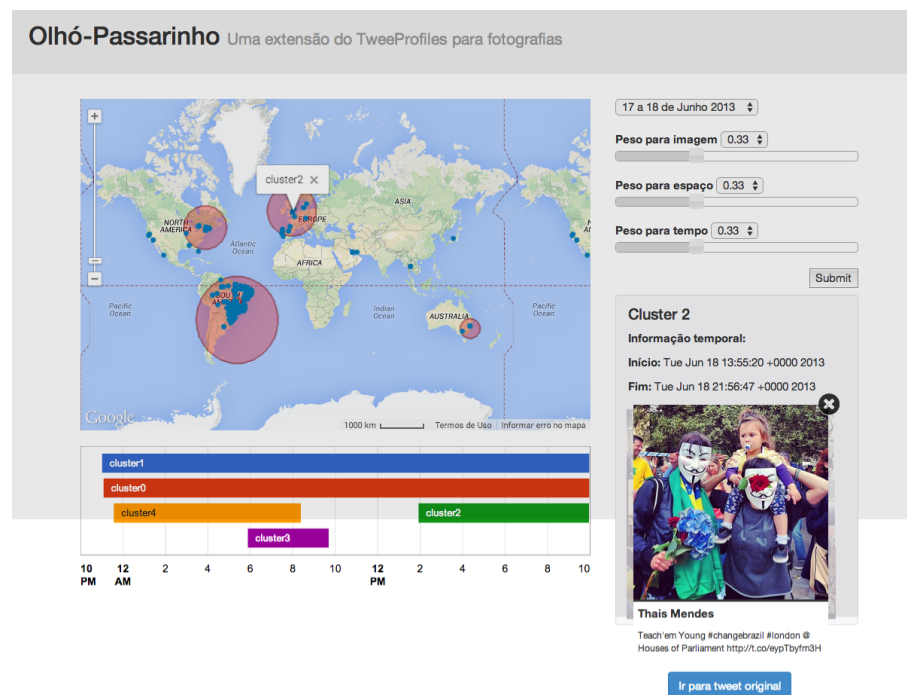 Olhó-Passarinho Uma extensão do TweeProfiles para fotografias
17 a 18 de Junho 2013
Peso para imagem 0.33
Peso para espaço 0.33
Peso para tempo 0.33
Submit
+
−
cluster2 ×
NORTH
AMERICA
EUROPE
ASIA
Atlantic
Ocean
AFRICA
SOUTH
AMERICA
Pacific
Ocean
Indian
Ocean
AUSTRALIA
Pacific
Ocean
N
AM
Google
1000 km
Termos de Uso
Informar erro no mapa
Cluster 2
Informação temporal:
Início: Tue Jun 18 13:55:20 +0000 2013
Fim: Tue Jun 18 21:56:47 +0000 2013
Thais Mendes
Teach'em Young #changebrazil #london @
Houses of Parliament http://t.co/eypTbyfm3H
Ir para tweet original
cluster1
cluster0
cluster4
cluster2
cluster3
10 12 2 4 6 8 10 12 2 4 6 8 10
PM AM PM